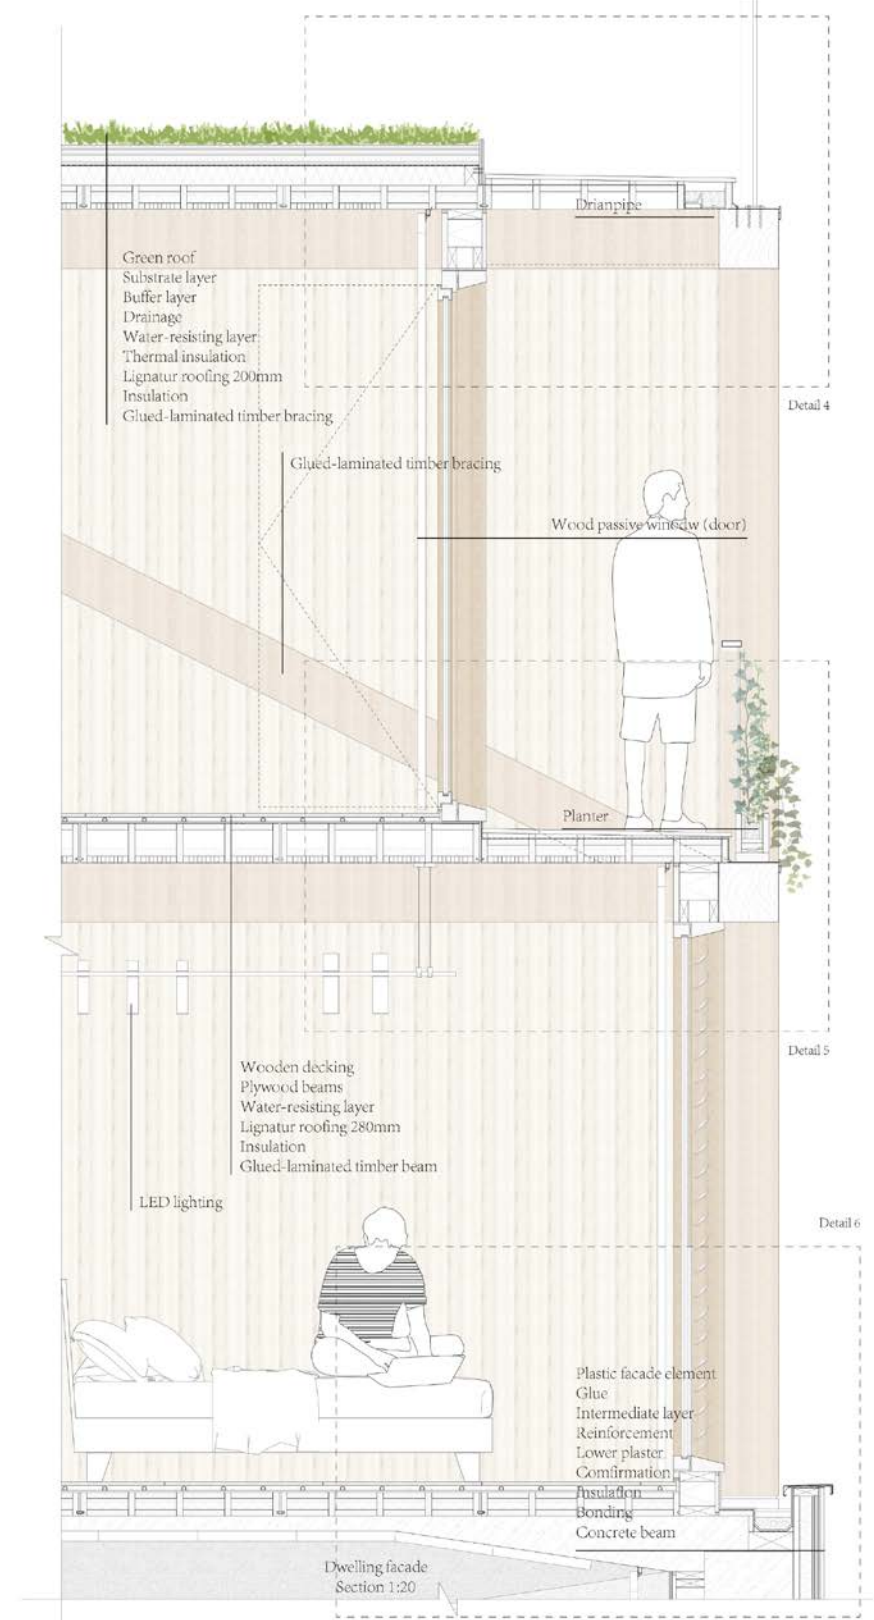 Drianpipe
Green roof
Substrate layer
Buffer layer
Drainage
Water-resisting layer
Thermal insulation
Lignatur roofing 200mm
Insulation
Glued-laminated timber bracing
Detail 4
Glued-laminated timber bracing
Wood passive winodw (door)
Planter
Detail 5
Wooden decking
Plywood beams
Water-resisting layer
Lignatur roofing 280mm
Insulation
Glued-laminated timber beam
LED lighting
Detail 6
Plastic facade element
Glue
Intermediate layer
Reinforcement
Lower plaster
Comfirmation
Insulation
Bonding
Concrete beam
Dwelling facade
Section 1:20